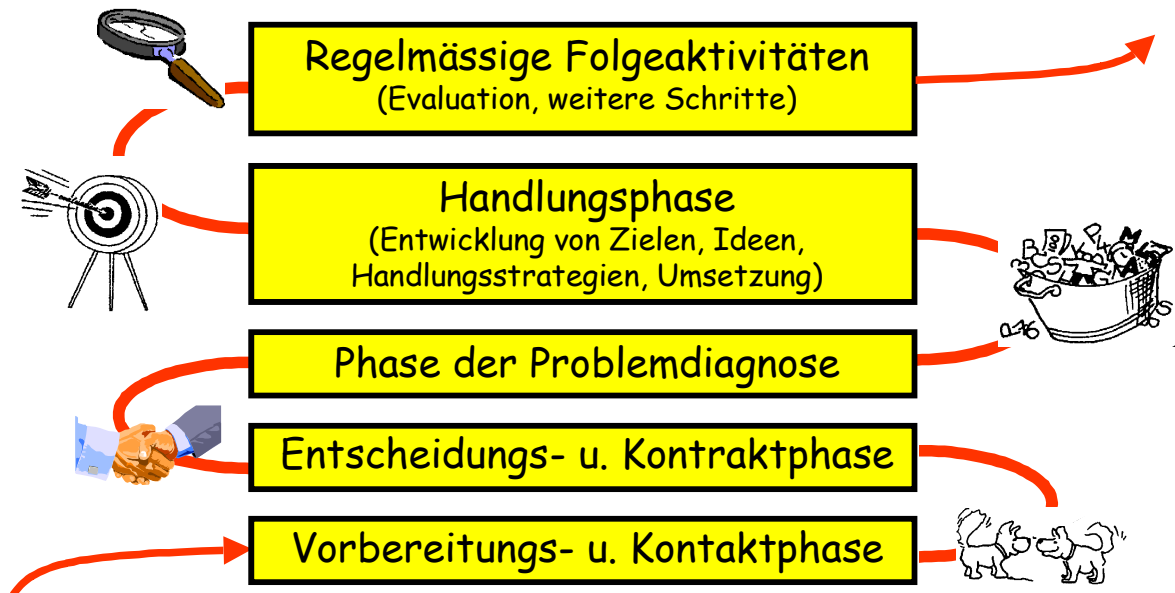 Regelmässige Folgeaktivitäten
(Evaluation, weitere Schritte)
Handlungsphase
(Entwicklung von Zielen, Ideen,
Handlungsstrategien, Umsetzung)
Phase der Problemdiagnose
Entscheidungs- u. Kontraktphase
Vorbereitungs- u. Kontaktphase